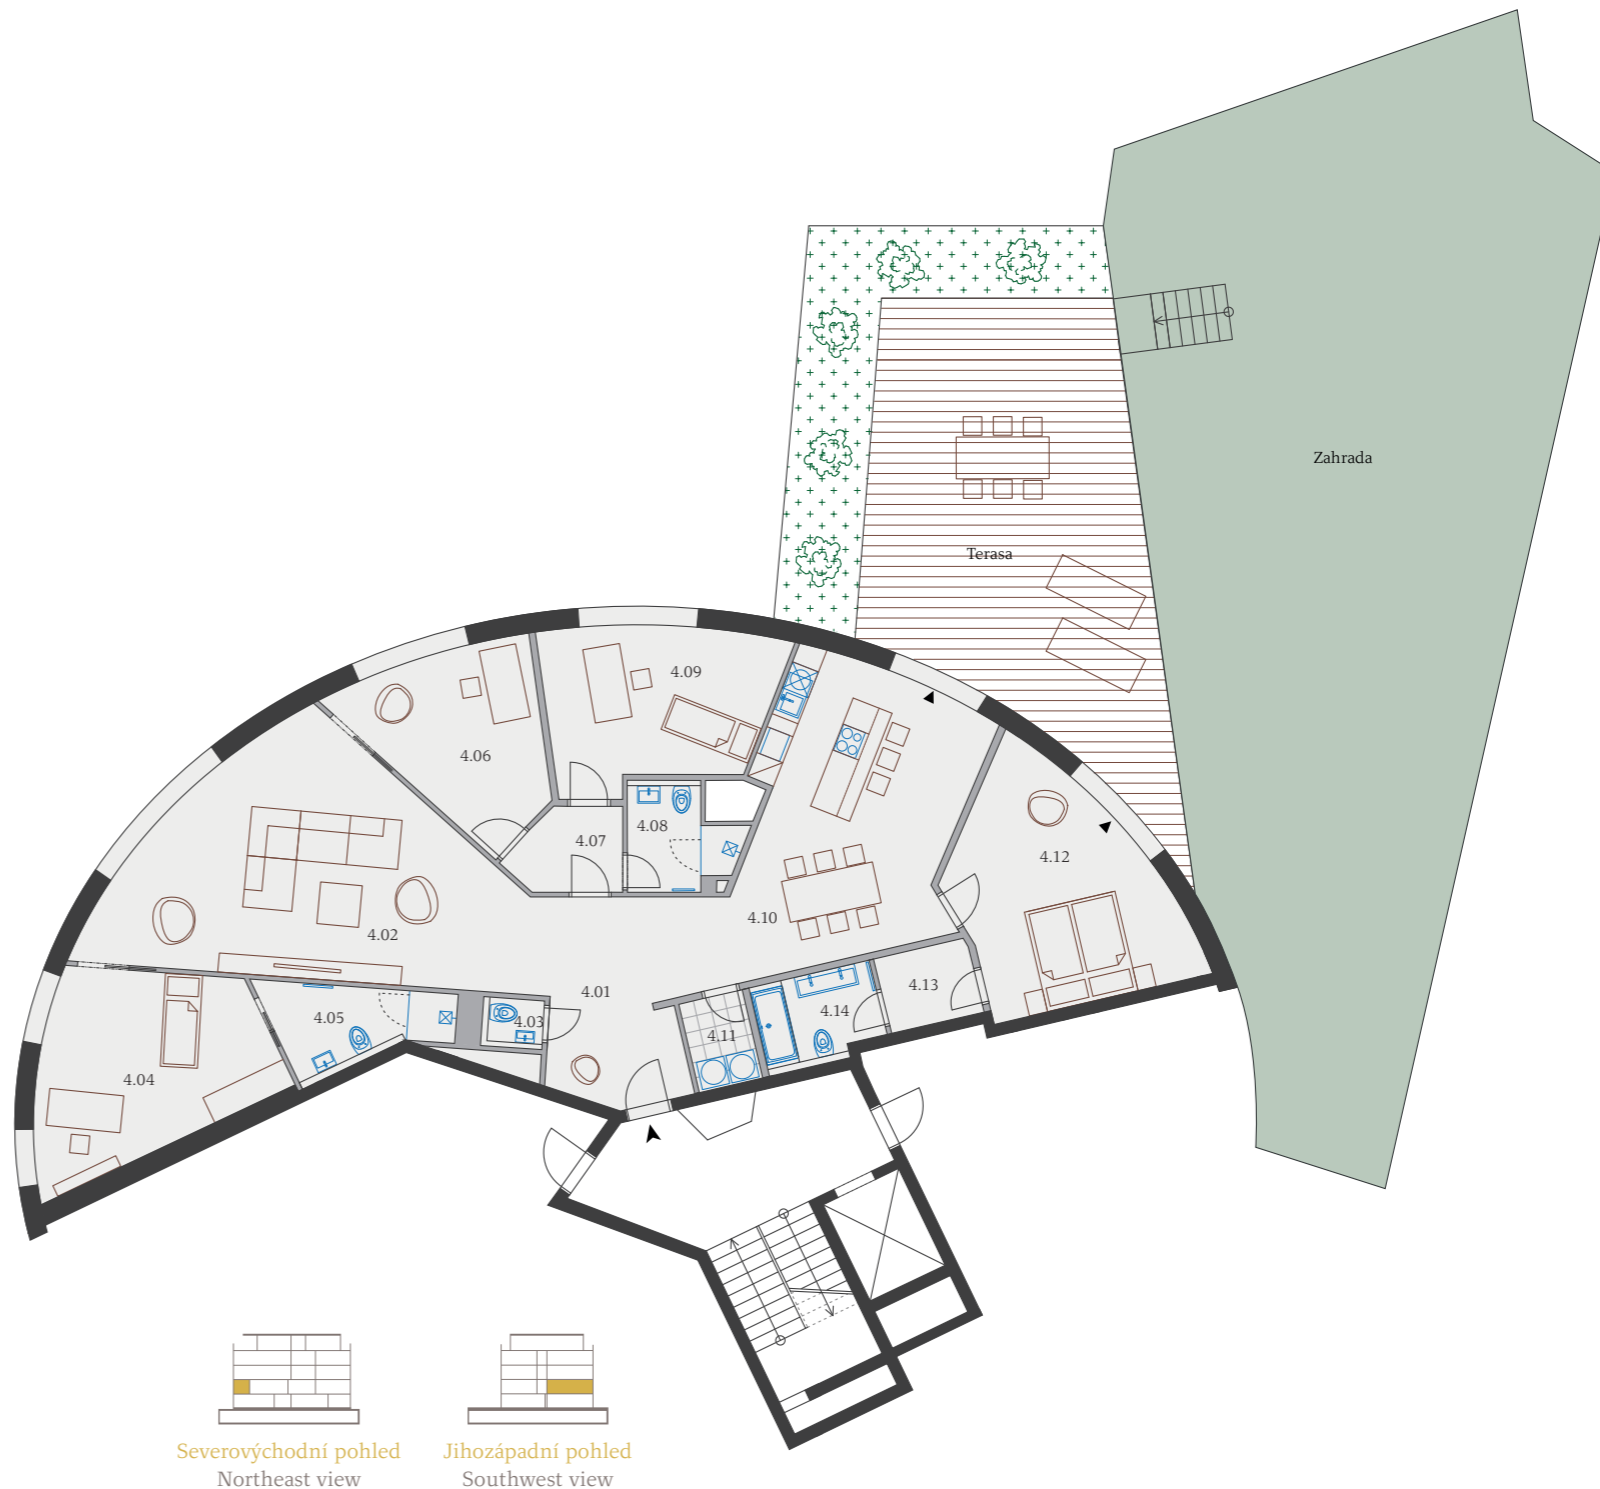 Zahrada
Terasa
4.09
4.06
4.08
4.07
4.12
4.10
4.02
4.01
4.13
4.05
4.03
4.14
4.11
4.04
Severovýchodní pohled
Northeast view
Jihozápadní pohled
Southwest view